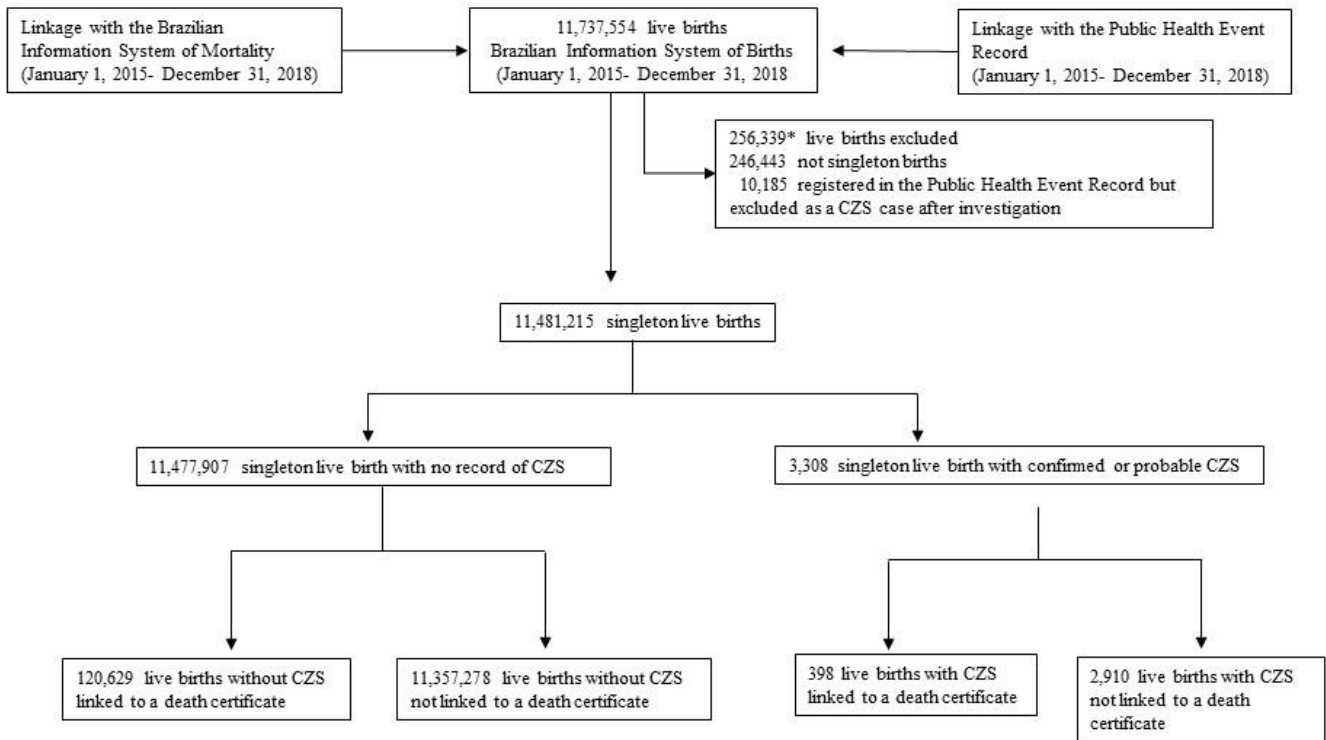 Linkage with the Brazilian
Information System of Mortality
(January 1, 2015- December 31, 2018)
11,737,554 live births
Brazilian Information System of Births
(January 1, 2015- December 31, 2018
Linkage with the Public Health Event
Record
(January 1, 2015- December 31, 2018)
256,339* live births excluded
246,443 not singleton births
10,185 registered in the Public Health Event Record but
excluded as a CZS case after investigation
11,481,215 singleton live births
11,477,907 singleton live birth with no record of CZS
3,308 singleton live birth with confirmed or probable CZS
120,629 live births without CZS
linked to a death certificate
11,357,278 live births without CZS
not linked to a death certificate
398 live births with CZS
linked to a death certificate
2,910 live births with CZS
not linked to a death
certificate